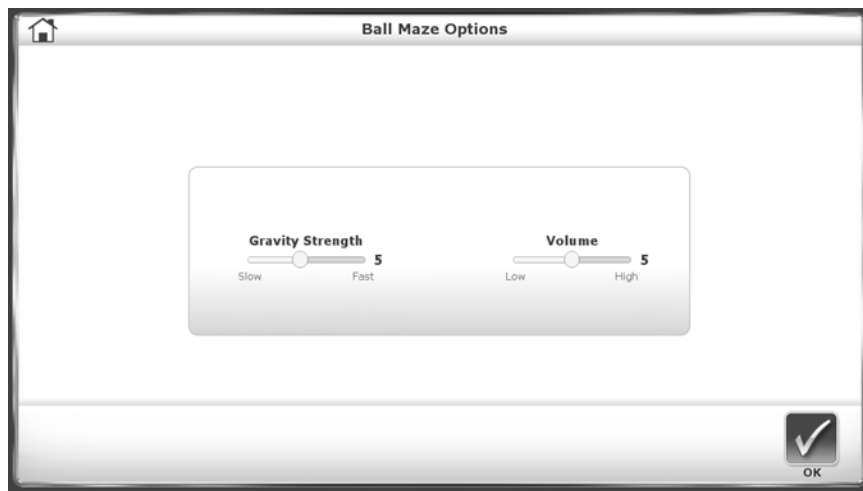 Ball Maze Options
Gravity Strength
5
Slow Fast
Volume
5
Low High
OK